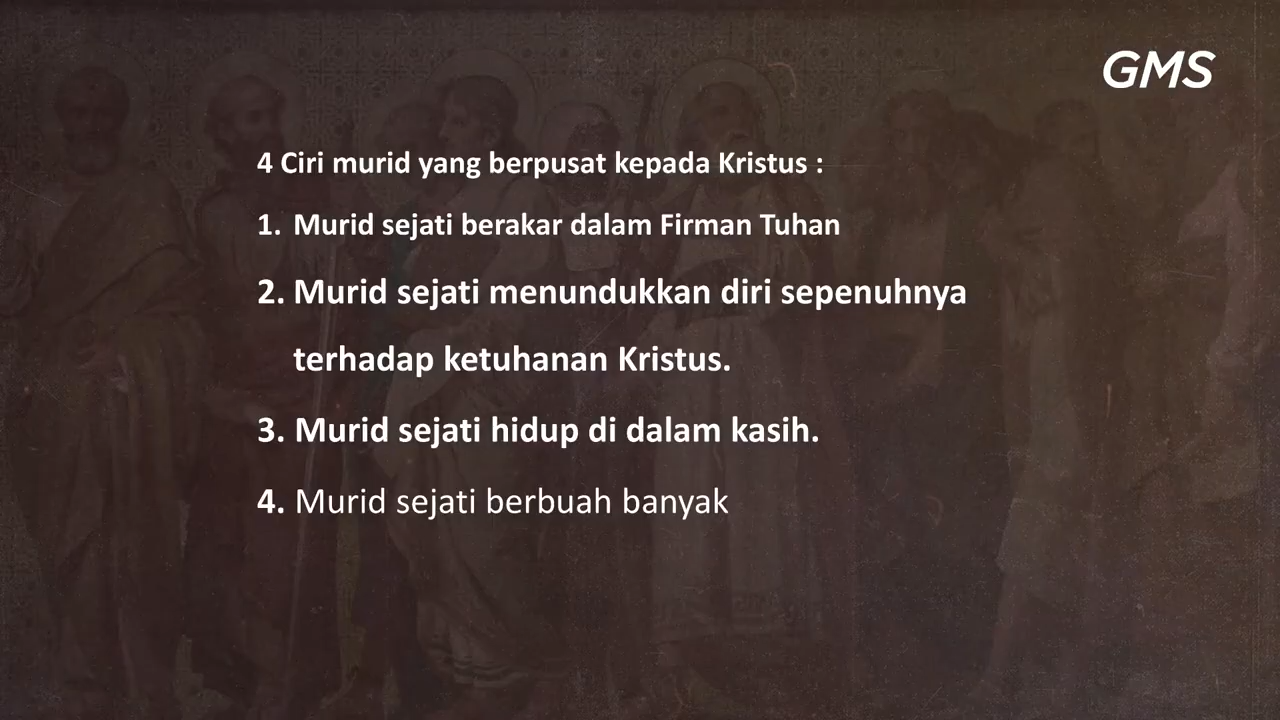 GMS
4 Ciri murid yang berpusat kepada Kristus :
1. Murid sejati berakar dalam Firman Tuhan
2. Murid sejati menundukkan diri sepenuhnya
terhadap ketuhanan Kristus.
3. Murid sejati hidup di dalam kasih.
4. Murid sejati berbuah banyak